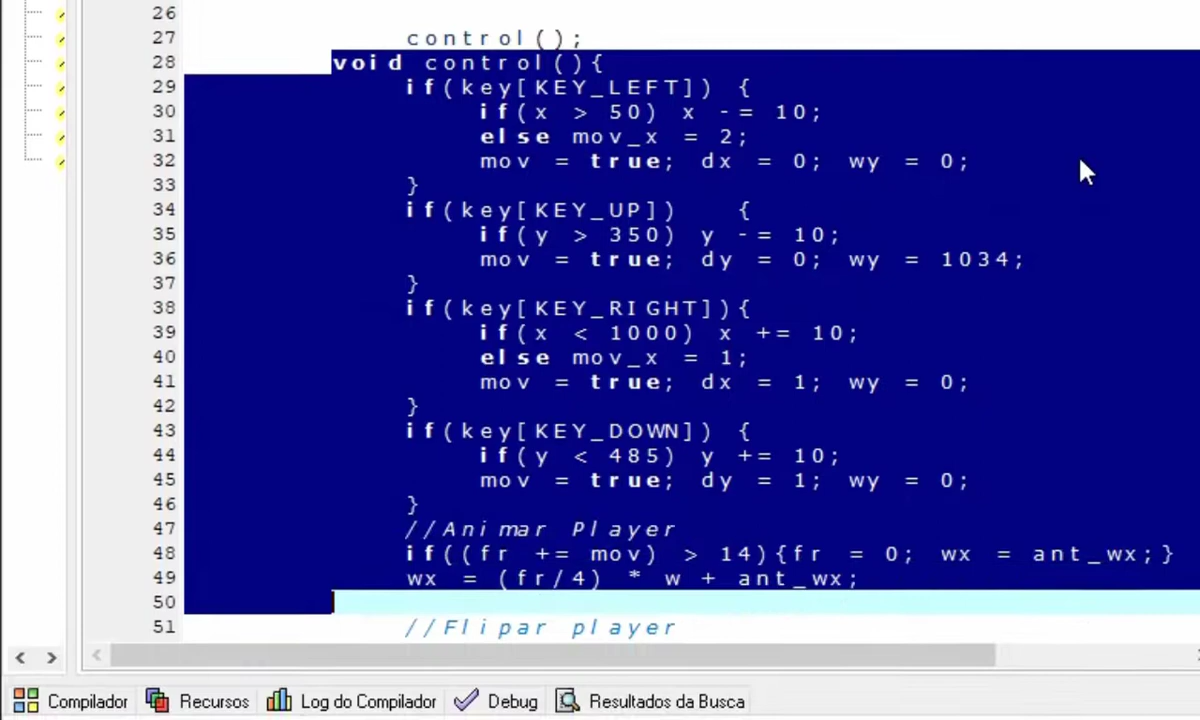 26
27 control();
28 void control(){
29 if(key[KEY_LEFT]) {
30 if(x > 50) x -= 10;
31 else mov_x = 2;
32 mov = true; dx = 0; wy = 0;
33 }
34 if(key[KEY_UP]) {
35 if(y > 350) y -= 10;
36 mov = true; dy = 0; wy = 1034;
37 }
38 if(key[KEY_RIGHT]){
39 if(x < 1000) x += 10;
40 else mov_x = 1;
41 mov = true; dx = 1; wy = 0;
42 }
43 if(key[KEY_DOWN]) {
44 if(y < 485) y += 10;
45 mov = true; dy = 1; wy = 0;
46 }
47 //Animar Player
48 if((fr += mov) > 14){fr = 0; wx = ant_wx;}
49 wx = (fr/4) * w + ant_wx;
50
51 //Flipar player
Compilador Recursos Log do Compilador Debug Resultados da Busca